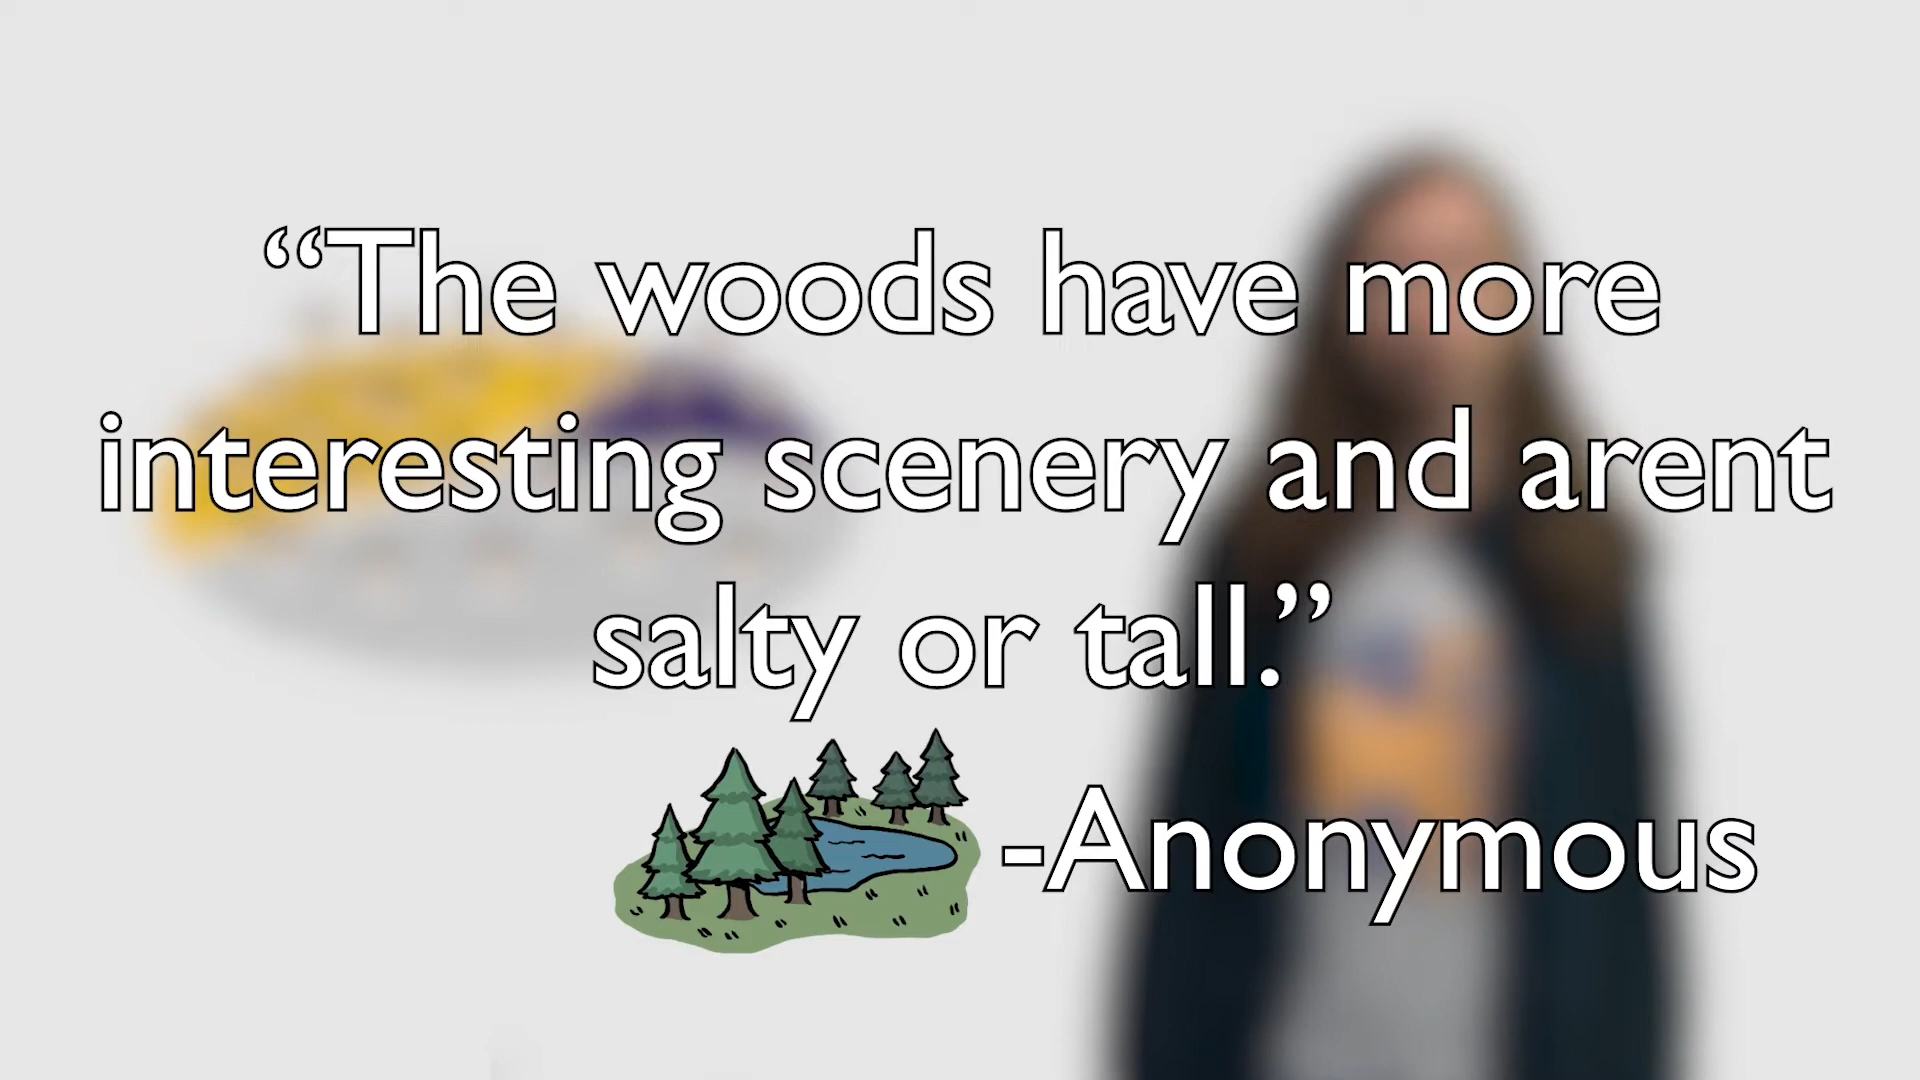 “The woods have more
interesting scenery and arent
salty or tall.”
-Anonymous